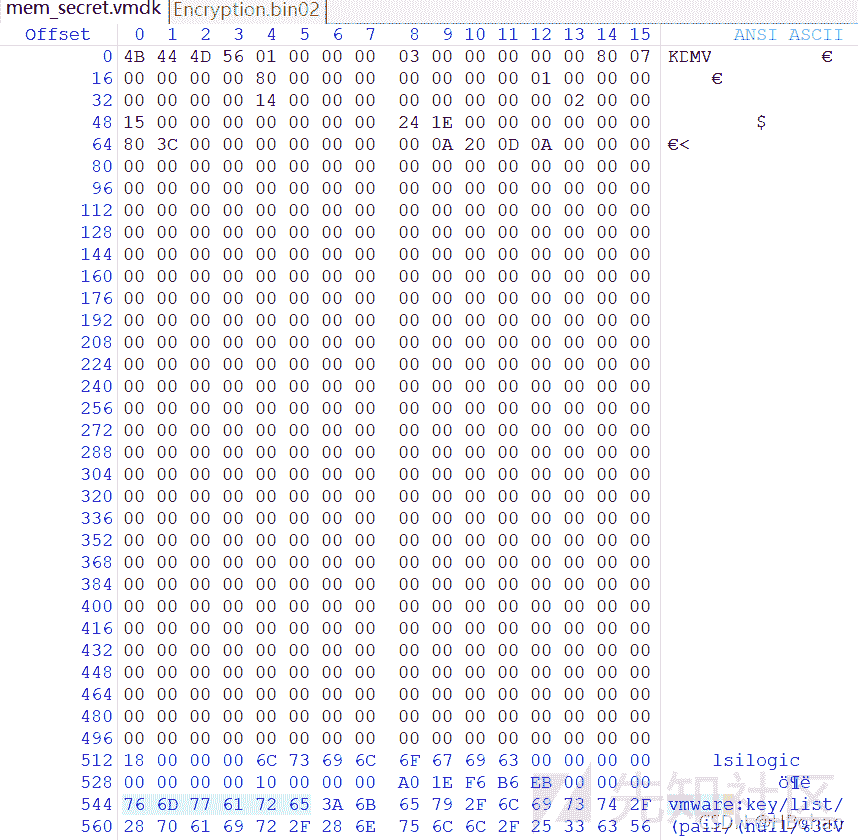 mem_secret.vmdk Encryption.bin02
Offset 0 1 2 3 4 5 6 7 8 9 10 11 12 13 14 15 ANSI ASCII
0 4B 44 4D 56 01 00 00 00 03 00 00 00 00 00 80 07 KDMV €
16 00 00 00 00 80 00 00 00 00 00 00 00 01 00 00 00 €
32 00 00 00 00 14 00 00 00 00 00 00 00 00 02 00 00
48 15 00 00 00 00 00 00 00 24 1E 00 00 00 00 00 00 $
64 80 3C 00 00 00 00 00 00 00 0A 20 0D 0A 00 00 00 €<
80 00 00 00 00 00 00 00 00 00 00 00 00 00 00 00 00
96 00 00 00 00 00 00 00 00 00 00 00 00 00 00 00 00
112 00 00 00 00 00 00 00 00 00 00 00 00 00 00 00 00
128 00 00 00 00 00 00 00 00 00 00 00 00 00 00 00 00
144 00 00 00 00 00 00 00 00 00 00 00 00 00 00 00 00
160 00 00 00 00 00 00 00 00 00 00 00 00 00 00 00 00
176 00 00 00 00 00 00 00 00 00 00 00 00 00 00 00 00
192 00 00 00 00 00 00 00 00 00 00 00 00 00 00 00 00
208 00 00 00 00 00 00 00 00 00 00 00 00 00 00 00 00
224 00 00 00 00 00 00 00 00 00 00 00 00 00 00 00 00
240 00 00 00 00 00 00 00 00 00 00 00 00 00 00 00 00
256 00 00 00 00 00 00 00 00 00 00 00 00 00 00 00 00
272 00 00 00 00 00 00 00 00 00 00 00 00 00 00 00 00
288 00 00 00 00 00 00 00 00 00 00 00 00 00 00 00 00
304 00 00 00 00 00 00 00 00 00 00 00 00 00 00 00 00
320 00 00 00 00 00 00 00 00 00 00 00 00 00 00 00 00
336 00 00 00 00 00 00 00 00 00 00 00 00 00 00 00 00
352 00 00 00 00 00 00 00 00 00 00 00 00 00 00 00 00
368 00 00 00 00 00 00 00 00 00 00 00 00 00 00 00 00
384 00 00 00 00 00 00 00 00 00 00 00 00 00 00 00 00
400 00 00 00 00 00 00 00 00 00 00 00 00 00 00 00 00
416 00 00 00 00 00 00 00 00 00 00 00 00 00 00 00 00
432 00 00 00 00 00 00 00 00 00 00 00 00 00 00 00 00
448 00 00 00 00 00 00 00 00 00 00 00 00 00 00 00 00
464 00 00 00 00 00 00 00 00 00 00 00 00 00 00 00 00
480 00 00 00 00 00 00 00 00 00 00 00 00 00 00 00 00
496 00 00 00 00 00 00 00 00 00 00 00 00 00 00 00 00
512 18 00 00 00 6C 73 69 6C 6F 67 69 63 00 00 00 00 lsilogic
528 00 00 00 00 10 00 00 00 A0 1E F6 B6 EB 00 00 00 ö¶ë
544 76 6D 77 61 72 65 3A 6B 65 79 2F 6C 69 73 74 2F vmware:key/list/
560 28 70 61 69 72 2F 28 6E 75 6C 6C 2F 25 33 63 56 (pair/(null/%3cV
先知社区